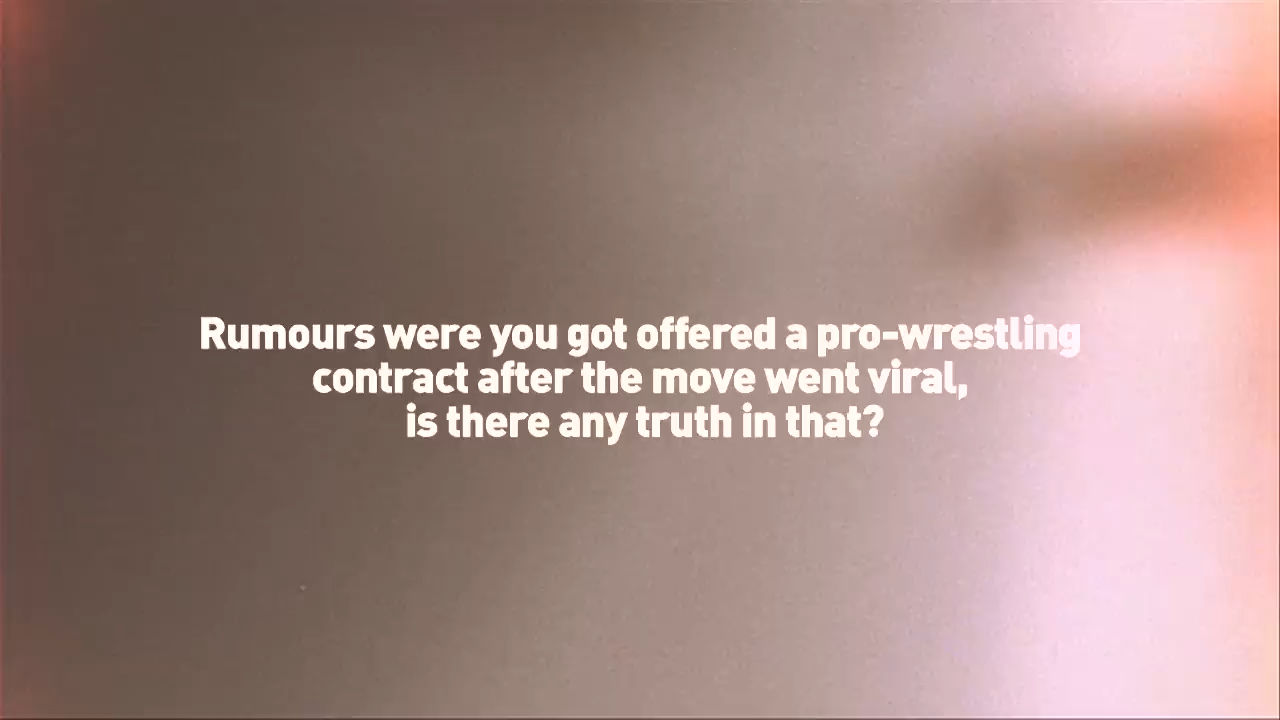 Rumours were you got offered a pro-wrestling
contract after the move went viral,
is there any truth in that?